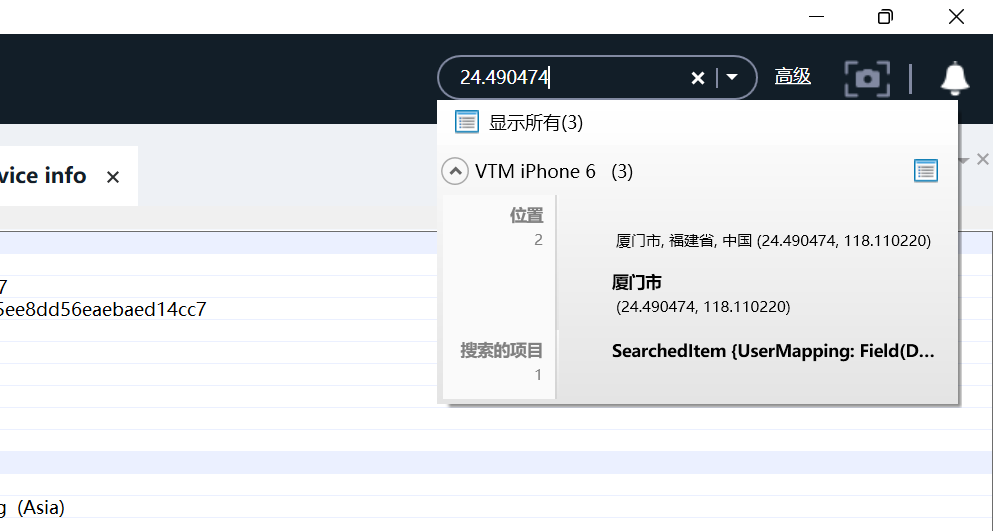 24.490474
高级
显示所有(3)
vice info
VTM iPhone 6 (3)
位置
2
厦门市, 福建省, 中国 (24.490474, 118.110220)
厦门市
(24.490474, 118.110220)
7
5ee8dd56eaebaed14cc7
搜索的项目
1
SearchedItem {UserMapping: Field(D...
g (Asia)